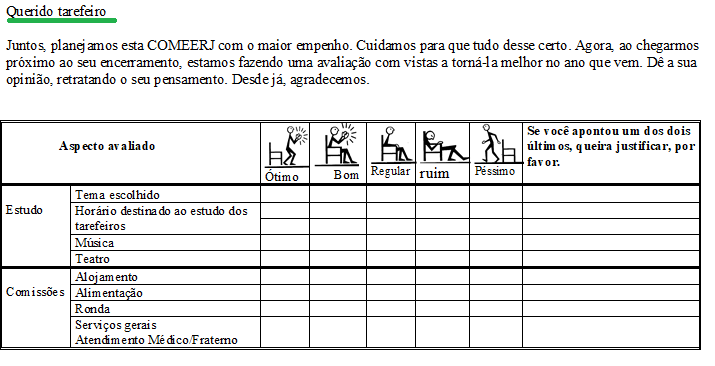 Querido tarefeiro
Juntos, planejamos esta COMEERJ com o maior empenho. Cuidamos para que tudo desse certo. Agora, ao chegarmos
próximo ao seu encerramento, estamos fazendo uma avaliação com vistas a torná-la melhor no ano que vem. Dê a sua
opinião, retratando o seu pensamento. Desde já, agradecemos.
Aspecto avaliado
Ótimo
Bom
Regular
ruim
Péssimo
Se você apontou um dos dois
últimos, queira justificar, por
favor.
Estudo
Tema escolhido
Horário destinado ao estudo dos
tarefeiros
Música
Teatro
Comissões
Alojamento
Alimentação
Ronda
Serviços gerais
Atendimento Médico/Fraterno